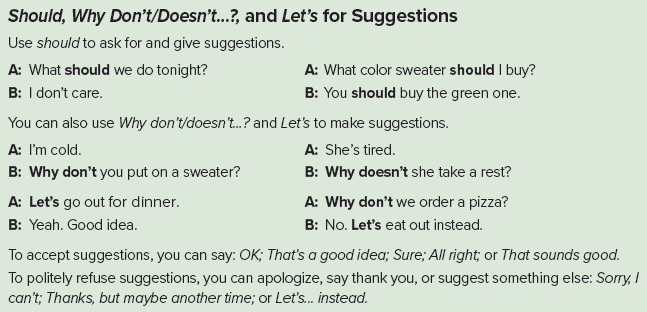 Should, Why Don't/Doesn't...?, and Let's for Suggestions
Use should to ask for and give suggestions.
A: What should we do tonight?
B: I don't care.
A: What color sweater should I buy?
B: You should buy the green one.
You can also use Why don't/doesn't...? and Let's to make suggestions.
A: I'm cold.
B: Why don't you put on a sweater?
A: She's tired.
B: Why doesn't she take a rest?
A: Let's go out for dinner.
B: Yeah. Good idea.
A: Why don't we order a pizza?
B: No. Let's eat out instead.
To accept suggestions, you can say: OK; That's a good idea; Sure; All right; or That sounds good.
To politely refuse suggestions, you can apologize, say thank you, or suggest something else: Sorry, I
can't; Thanks, but maybe another time; or Let's... instead.